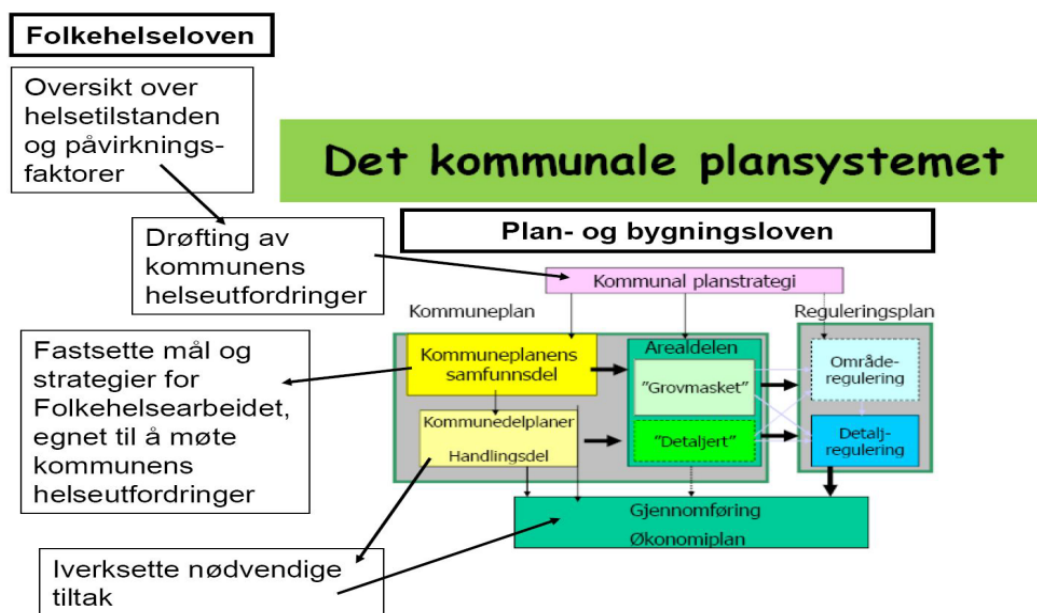 Folkehelseloven
Oversikt over
helsetilstanden
og påvirknings-
faktorer
Det kommunale plansystemet
Drøfting av
kommunens
helseutfordringer
Plan- og bygningsloven
Kommunal planstrategi
Kommuneplan
Reguleringsplan
Fastsette mål og
strategier for
Folkehelsearbeidet,
egnet til å møte
kommunens
helseutfordringer
Kommuneplanens
samfunnsdel
Arealdelen
"Grovmasket"
Område-
regulering
Kommunedelplaner
Handlingsdel
"Detaljert"
Detalj-
regulering
Gjennomføring
Økonomiplan
Iverksette nødvendige
tiltak